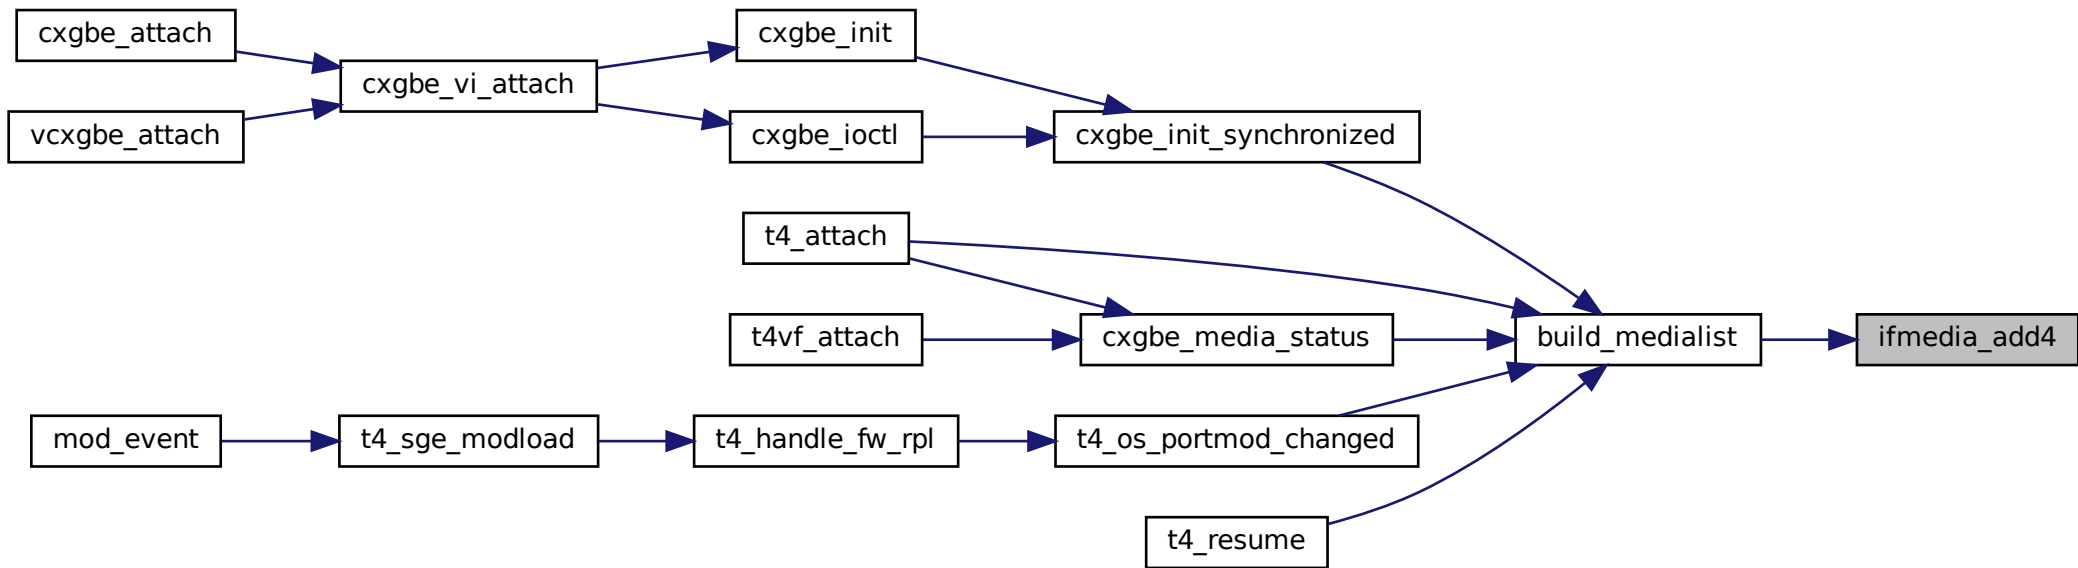 cxgbe_attach
cxgbe_init
cxgbe_vi_attach
vcxgbe_attach
cxgbe_ioctl
cxgbe_init_synchronized
t4_attach
t4vf_attach
cxgbe_media_status
build_medialist
ifmedia_add4
mod_event
t4_sge_modload
t4_handle_fw_rpl
t4_os_portmod_changed
t4_resume